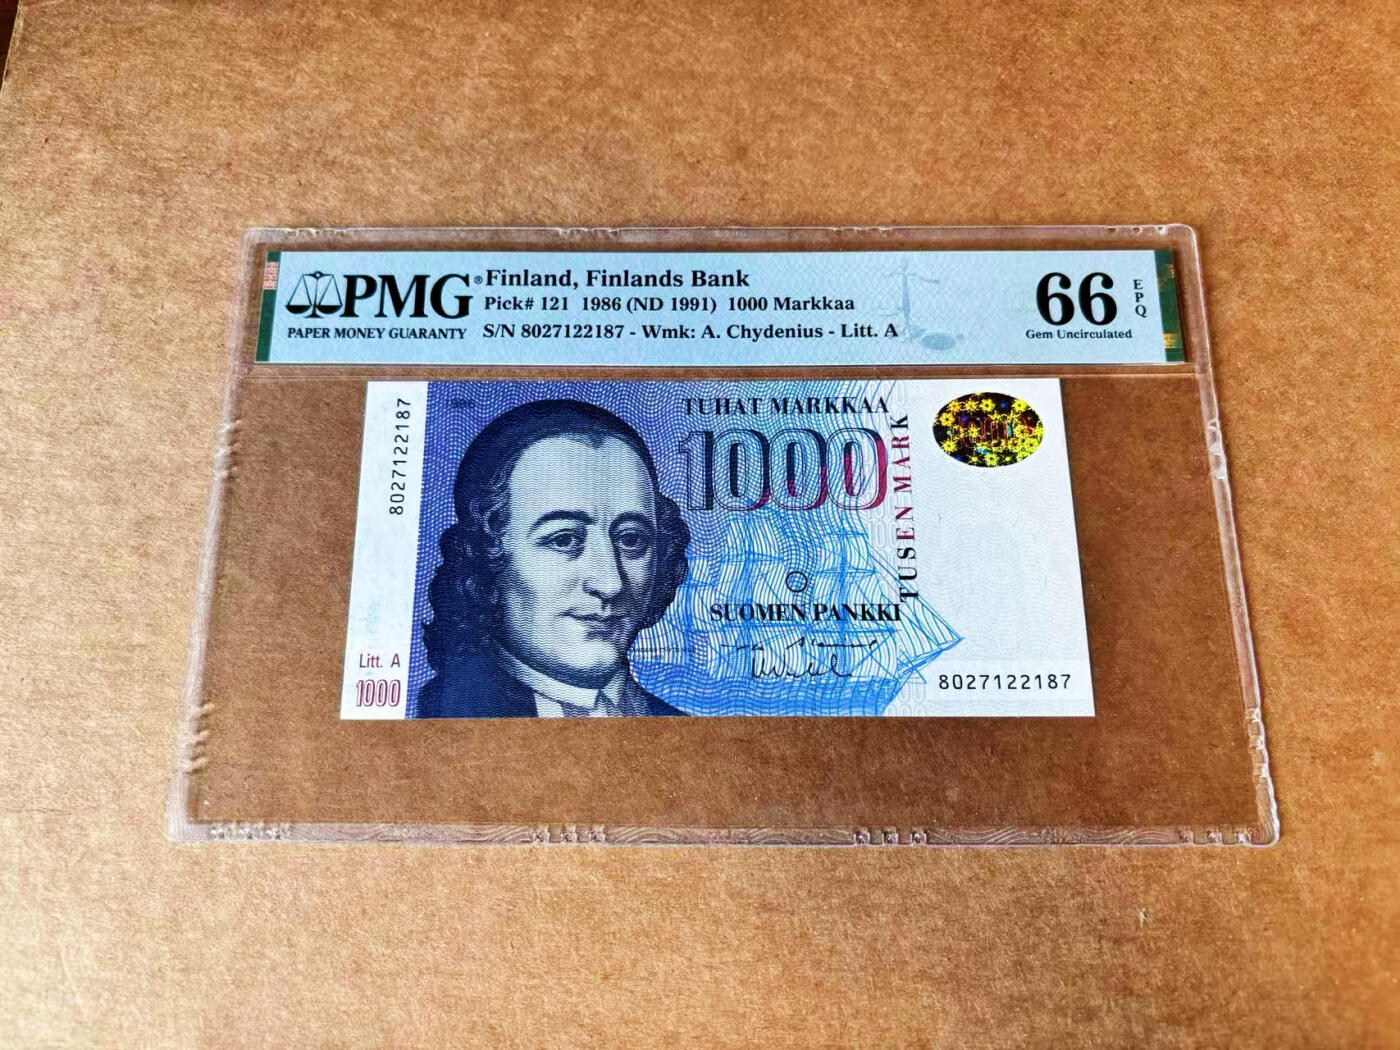 PMG®
PAPER MONEY GUARANTY
Finland, Finlands Bank
Pick# 121 1986 (ND 1991) 1000 Markkaa
S/N 8027122187 - Wmk: A. Chydenius - Litt. A
66
EPQ
Gem Uncirculated
8027122187
Litt. A
1000
1986
TUHAT MARKKAA
1000
TUSEN MARK
SUOMEN PANKKI
8027122187